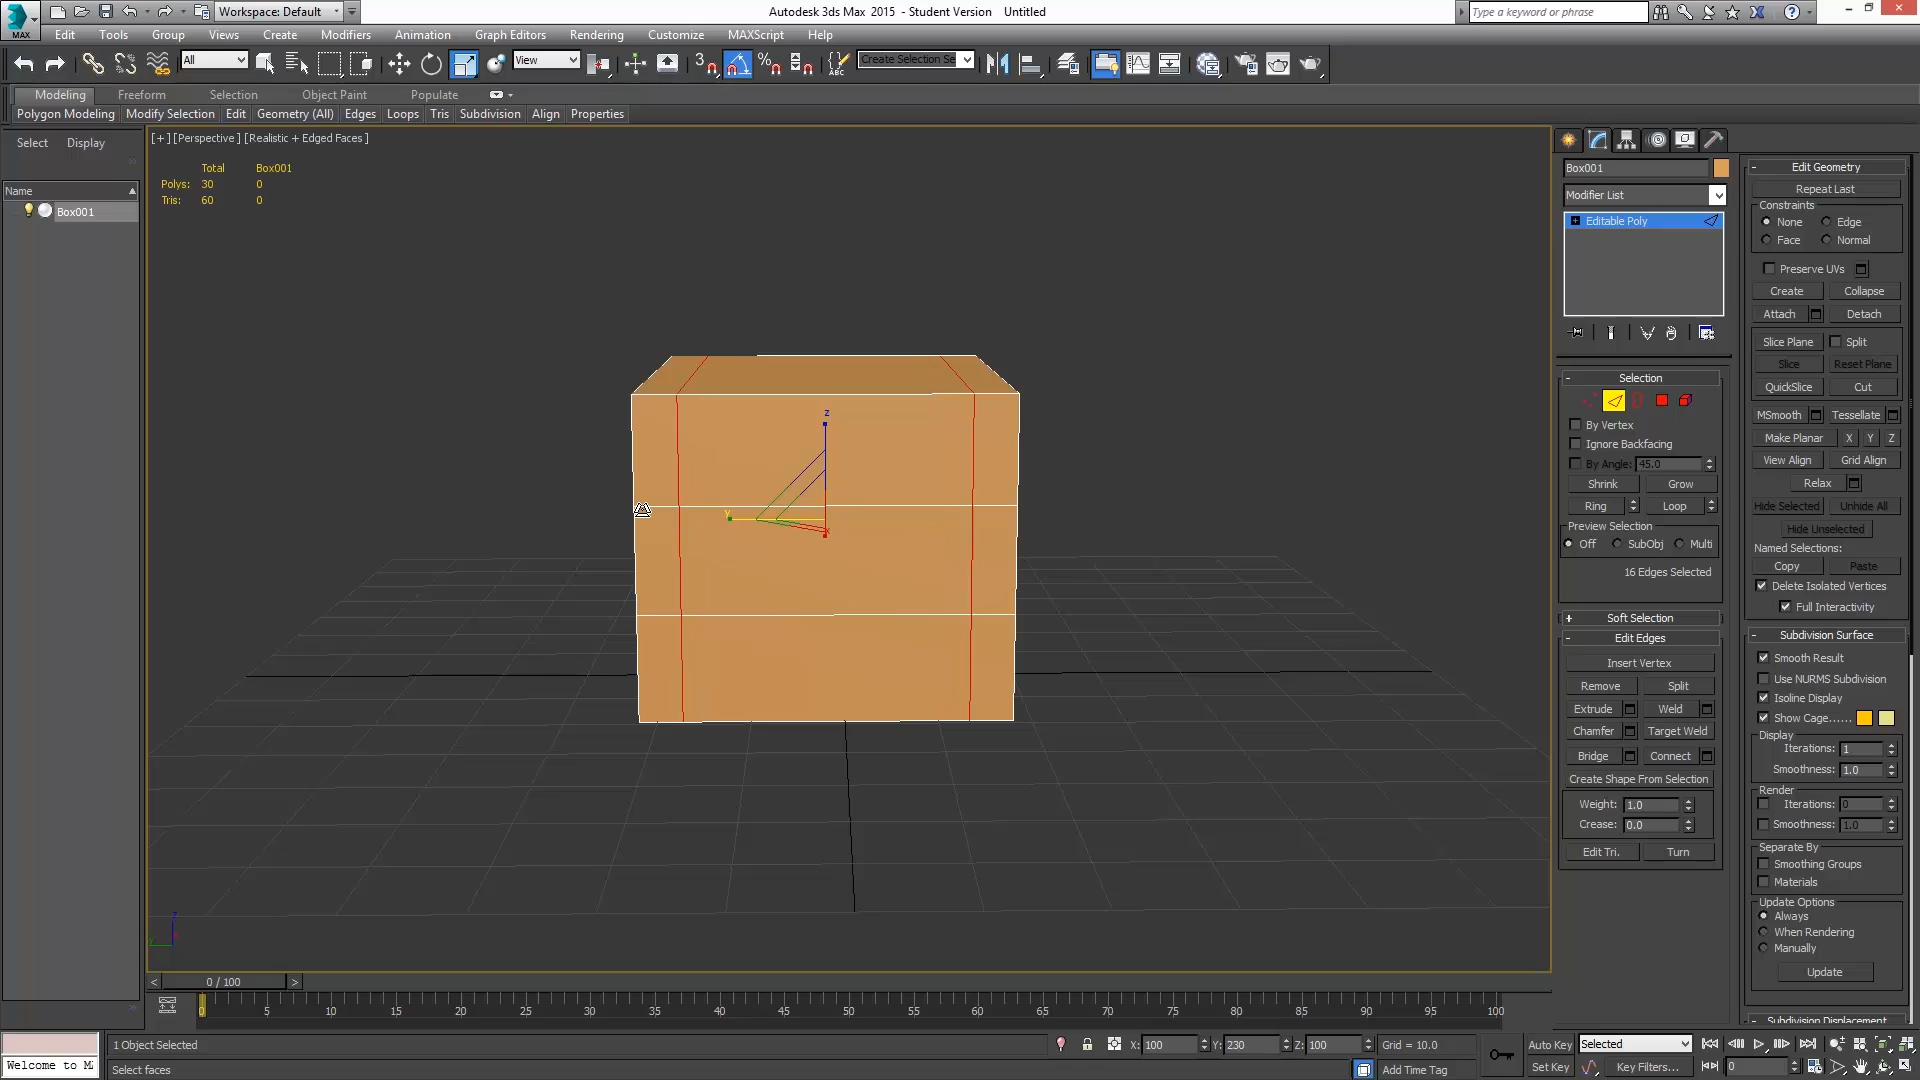 Workspace: Default
Autodesk 3ds Max 2015 - Student Version Untitled
Type a keyword or phrase
MAX
Edit Tools Group Views Create Modifiers Animation Graph Editors Rendering Customize MAXScript Help
All
View
3
ABC
Create Selection Se
Modeling Freeform Selection Object Paint Populate
Polygon Modeling Modify Selection Edit Geometry (All) Edges Loops Tris Subdivision Align Properties
Select Display
Name
Box001
[+] [Perspective] [Realistic + Edged Faces]
Total Box001
Polys: 30 0
Tris: 60 0
z
y
x
z
Box001
Modifier List
Editable Poly
Selection
By Vertex
Ignore Backfacing
By Angle: 45.0
Shrink Grow
Ring Loop
Preview Selection
Off SubObj Multi
16 Edges Selected
Soft Selection
Edit Edges
Insert Vertex
Remove Split
Extrude Weld
Chamfer Target Weld
Bridge Connect
Create Shape From Selection
Weight: 1.0
Crease: 0.0
Edit Tri. Turn
Edit Geometry
Repeat Last
Constraints
None Edge
Face Normal
Preserve UVs
Create Collapse
Attach Detach
Slice Plane Split
Slice Reset Plane
QuickSlice Cut
MSmooth Tessellate
Make Planar X Y Z
View Align Grid Align
Relax
Hide Selected Unhide All
Hide Unselected
Named Selections:
Copy Paste
Delete Isolated Vertices
Full Interactivity
Subdivision Surface
Smooth Result
Use NURMS Subdivision
Isoline Display
Show Cage......
Display
Iterations: 1
Smoothness: 1.0
Render
Iterations: 0
Smoothness: 1.0
Separate By
Smoothing Groups
Materials
Update Options
Always
When Rendering
Manually
Update
Subdivision Displacement
< 0 / 100 >
0 5 10 15 20 25 30 35 40 45 50 55 60 65 70 75 80 85 90 95 100
1 Object Selected
X: 100 Y: 230 Z: 100 Grid = 10.0
Auto Key Selected
Welcome to M
Select faces
Add Time Tag
Set Key Key Filters... 0